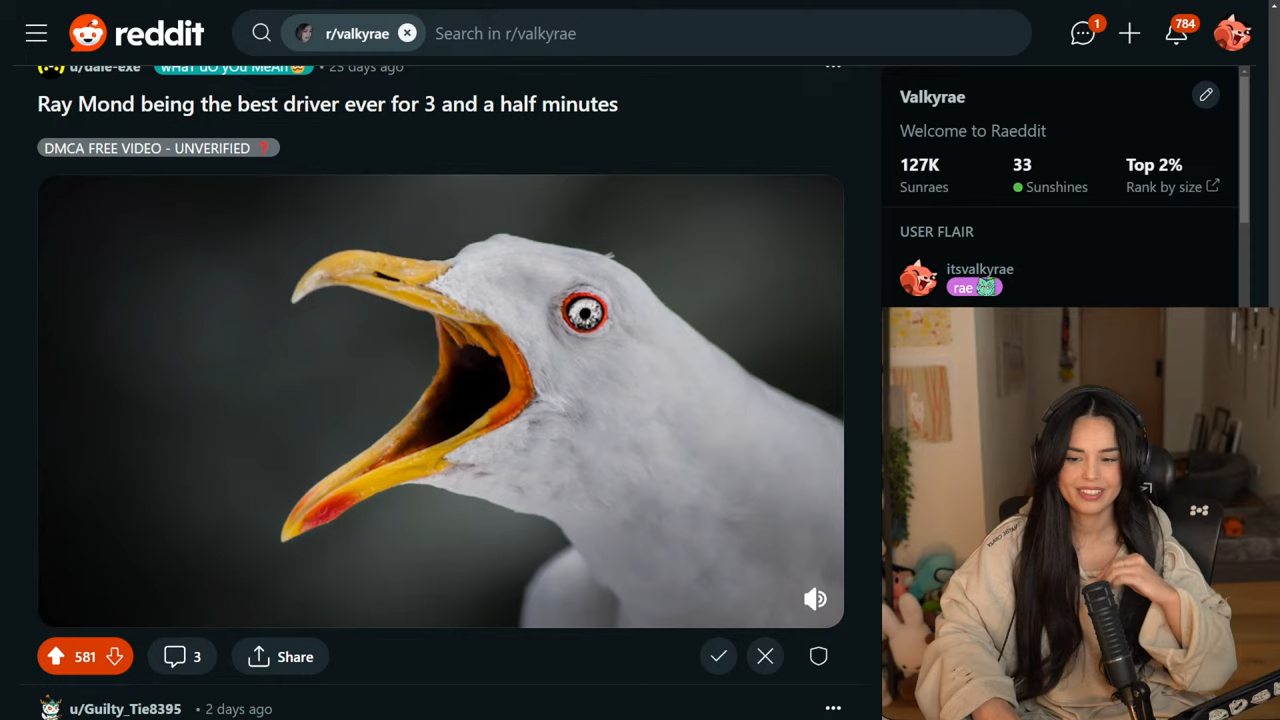 reddit
r/valkyrae
Search in r/valkyrae
1
784
u/dale-exe wHaT dO yOu MeAn • 23 days ago
Ray Mond being the best driver ever for 3 and a half minutes
DMCA FREE VIDEO - UNVERIFIED ❓
581
3
Share
u/Guilty_Tie8395 • 2 days ago
Valkyrae
Welcome to Raeddit
127K
33
Top 2%
Sunraes
Sunshines
Rank by size
USER FLAIR
itsvalkyrae
rae